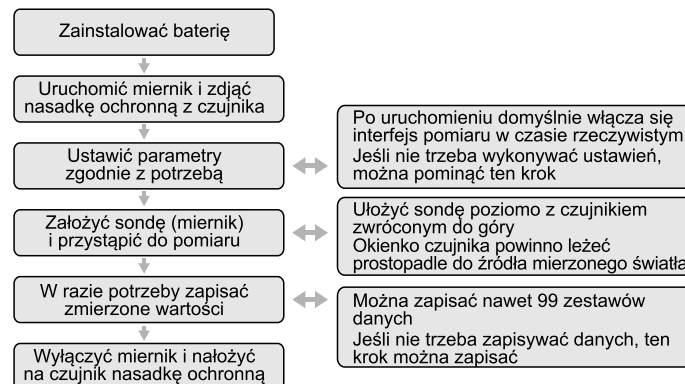 Zainstalować baterię
Uruchomić miernik i zdjąć
nasadkę ochronną z czujnika
Ustawić parametry
zgodnie z potrzebą
Po uruchomieniu domyślnie włącza się
interfejs pomiaru w czasie rzeczywistym
Jeśli nie trzeba wykonywać ustawień,
można pominąć ten krok
Założyć sondę (miernik)
i przystąpić do pomiaru
Ułożyć sondę poziomo z czujnikiem
zwróconym do góry
Okienko czujnika powinno leżeć
prostopadle do źródła mierzonego światła
W razie potrzeby zapisać
zmierzone wartości
Można zapisać nawet 99 zestawów
danych
Jeśli nie trzeba zapisywać danych, ten
krok można zapisać
Wyłączyć miernik i nałożyć
na czujnik nasadkę ochronną